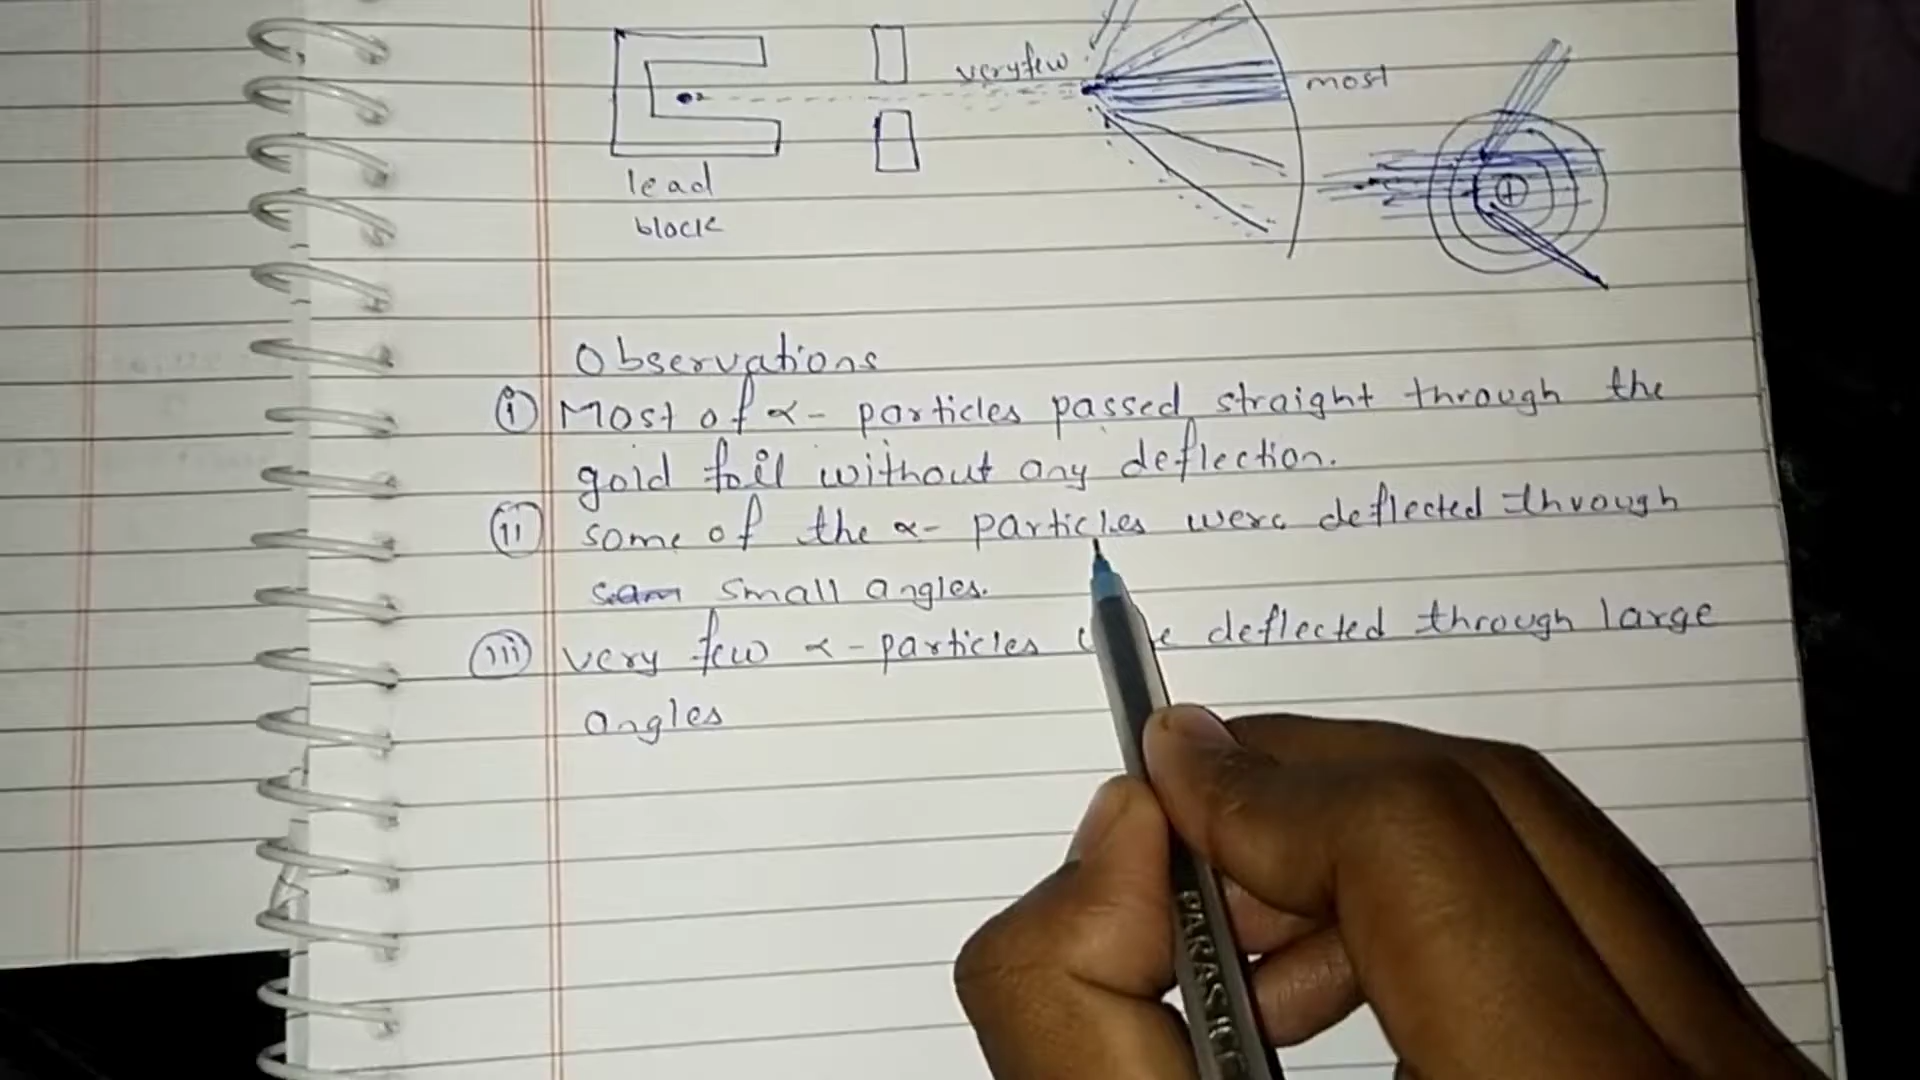 very few
most
lead
block
Observations
(i) Most of α- particles passed straight through the
gold foil without any deflection.
(ii) some of the α- particles were deflected through
small angles.
(iii) very few α-particles deflected through large
angles